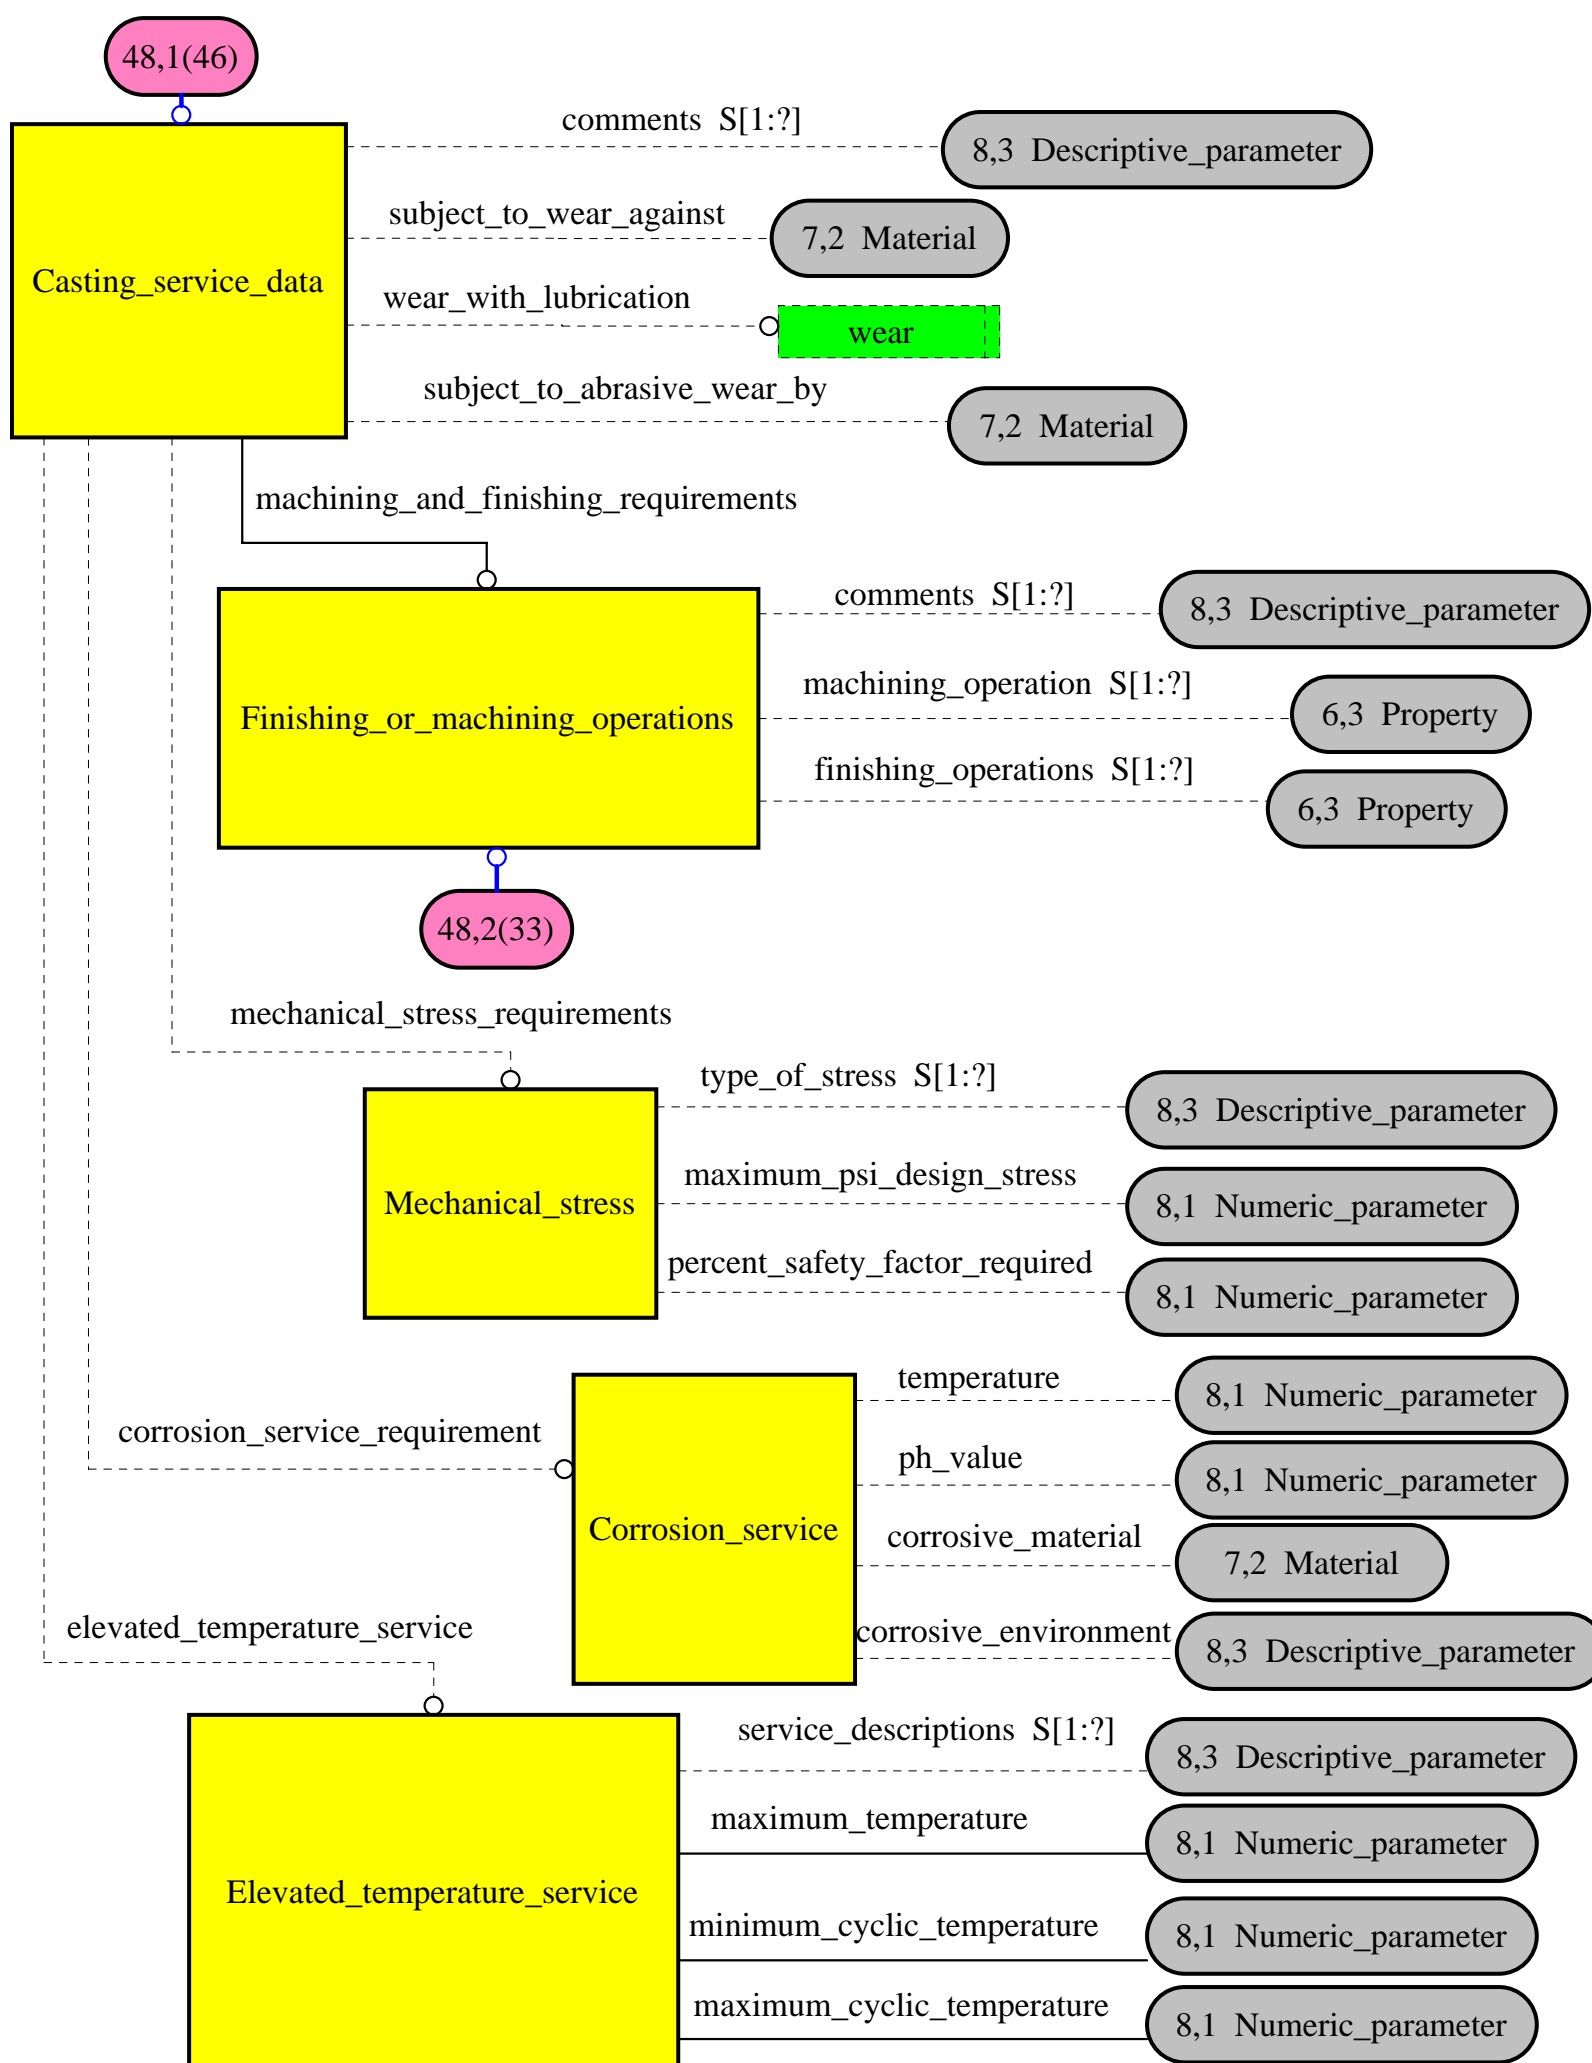 48,1(46)
comments S[1:?]
8,3 Descriptive_parameter
subject_to_wear_against
7,2 Material
Casting_service_data
wear_with_lubrication
wear
subject_to_abrasive_wear_by
7,2 Material
machining_and_finishing_requirements
comments S[1:?]
8,3 Descriptive_parameter
machining_operation S[1:?]
6,3 Property
Finishing_or_machining_operations
finishing_operations S[1:?]
6,3 Property
48,2(33)
mechanical_stress_requirements
type_of_stress S[1:?]
8,3 Descriptive_parameter
maximum_psi_design_stress
8,1 Numeric_parameter
Mechanical_stress
percent_safety_factor_required
8,1 Numeric_parameter
temperature
8,1 Numeric_parameter
corrosion_service_requirement
ph_value
8,1 Numeric_parameter
Corrosion_service
corrosive_material
7,2 Material
elevated_temperature_service
corrosive_environment
8,3 Descriptive_parameter
service_descriptions S[1:?]
8,3 Descriptive_parameter
maximum_temperature
8,1 Numeric_parameter
Elevated_temperature_service
minimum_cyclic_temperature
8,1 Numeric_parameter
maximum_cyclic_temperature
8,1 Numeric_parameter